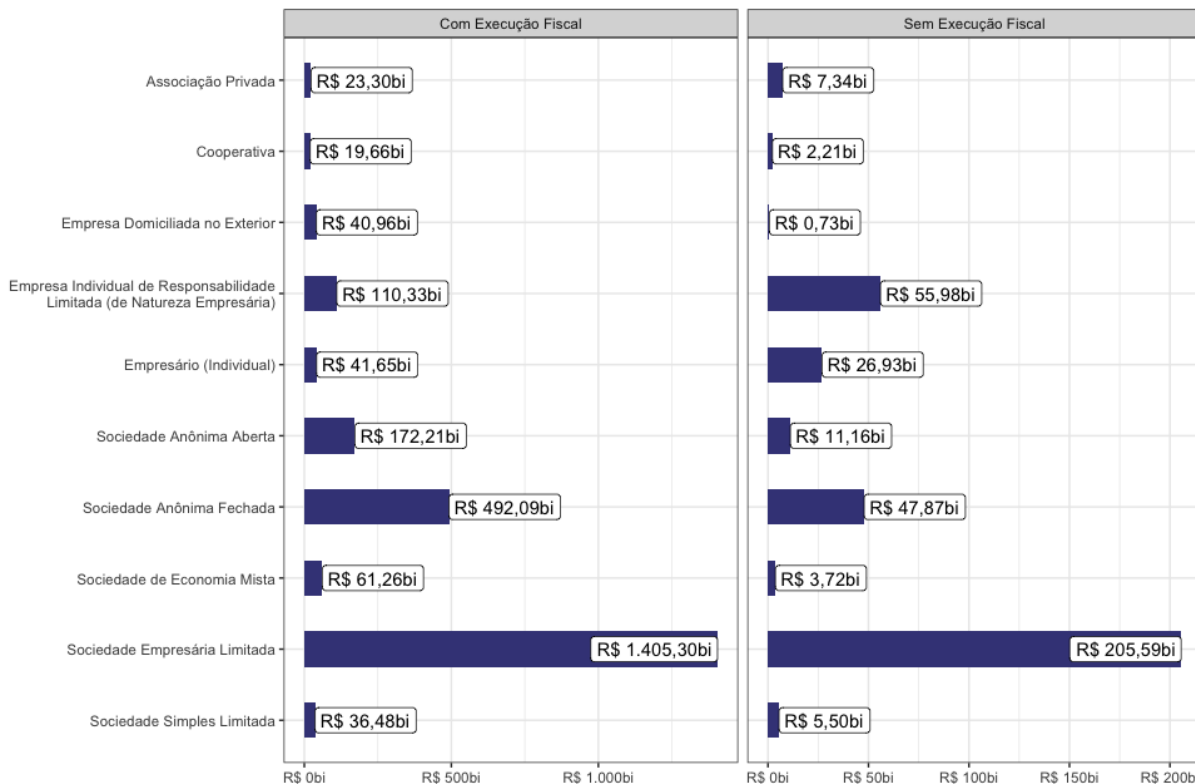 Com Execução Fiscal
Sem Execução Fiscal
Associação Privada
R$ 23,30bi
R$ 7,34bi
Cooperativa
R$ 19,66bi
R$ 2,21bi
Empresa Domiciliada no Exterior
R$ 40,96bi
R$ 0,73bi
Empresa Individual de Responsabilidade
Limitada (de Natureza Empresária)
R$ 110,33bi
R$ 55,98bi
Empresário (Individual)
R$ 41,65bi
R$ 26,93bi
Sociedade Anônima Aberta
R$ 172,21bi
R$ 11,16bi
Sociedade Anônima Fechada
R$ 492,09bi
R$ 47,87bi
Sociedade de Economia Mista
R$ 61,26bi
R$ 3,72bi
Sociedade Empresária Limitada
R$ 1.405,30bi
R$ 205,59bi
Sociedade Simples Limitada
R$ 36,48bi
R$ 5,50bi
R$ 0bi
R$ 500bi
R$ 1.000bi
R$ 0bi
R$ 50bi
R$ 100bi
R$ 150bi
R$ 200bi